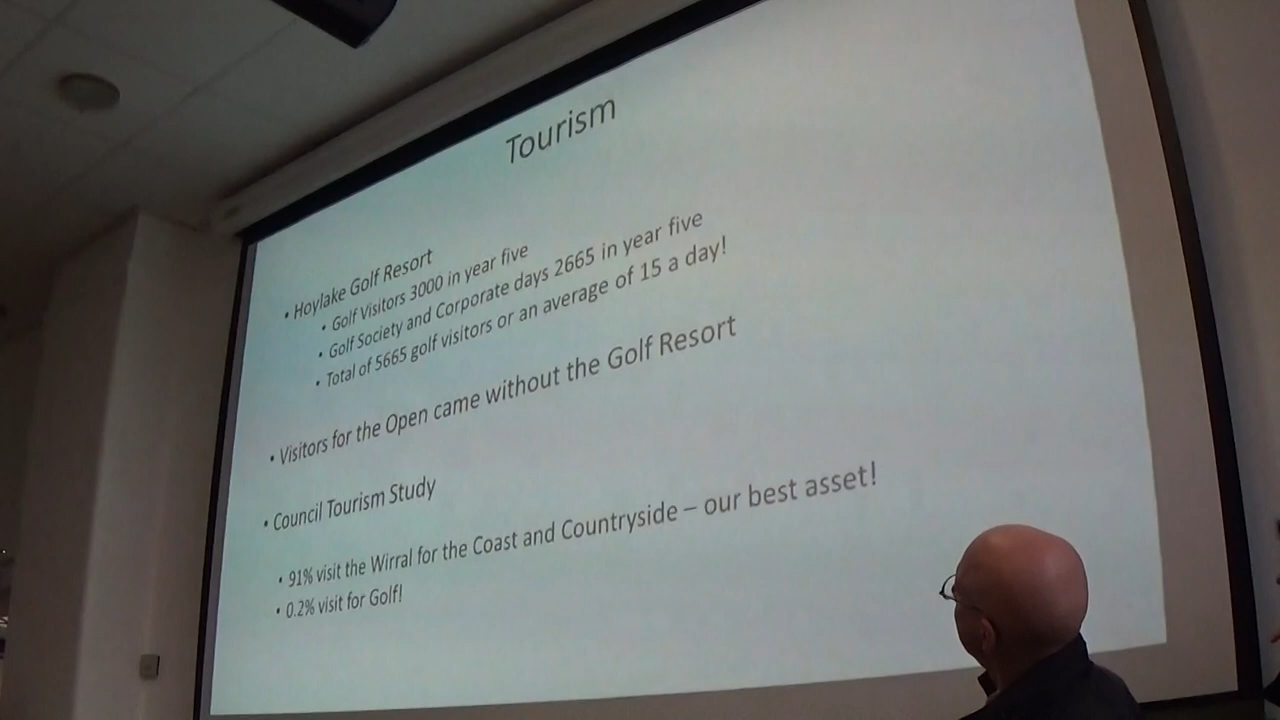 Tourism
• Hoylake Golf Resort
• Golf Visitors 3000 in year five
• Golf Society and Corporate days 2665 in year five
• Total of 5665 golf visitors or an average of 15 a day!
• Visitors for the Open came without the Golf Resort
• Council Tourism Study
• 91% visit the Wirral for the Coast and Countryside – our best asset!
• 0.2% visit for Golf!